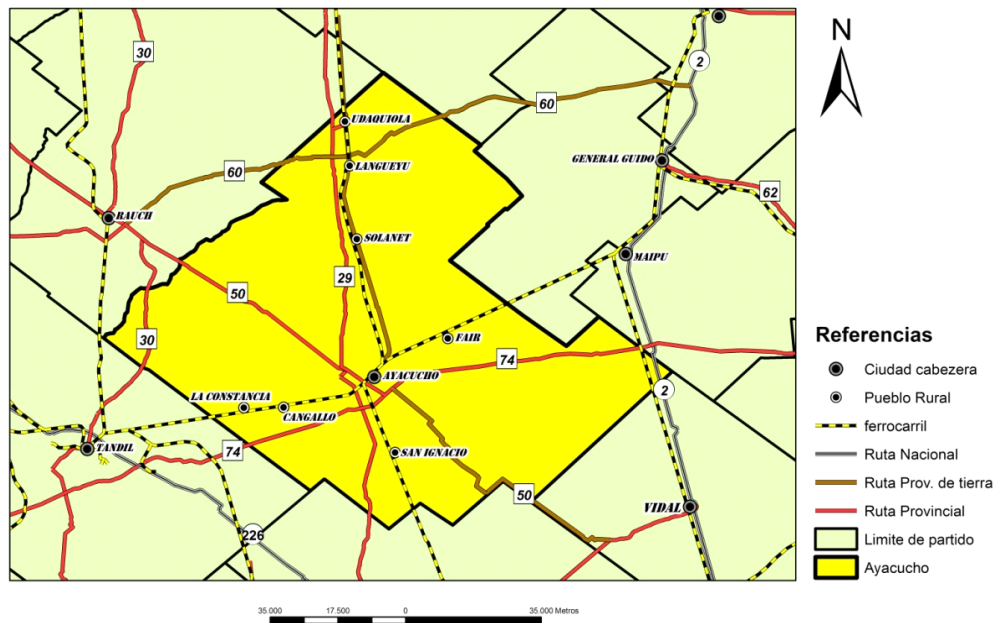 30
2
N
60
UDAQUIOLA
LANGUEYU
GENERAL GUIDO
60
62
RAUCH
SOLANET
MAIPU
29
50
30
FAIR
74
Referencias
AYACUCHO
Ciudad cabezera
2
LA CONSTANCIA
Pueblo Rural
CANGALLO
ferrocarril
TANDIL
74
SAN IGNACIO
Ruta Nacional
Ruta Prov. de tierra
50
VIDAL
Ruta Provincial
226
Limite de partido
Ayacucho
35.000 17.500 0 35.000 Metros